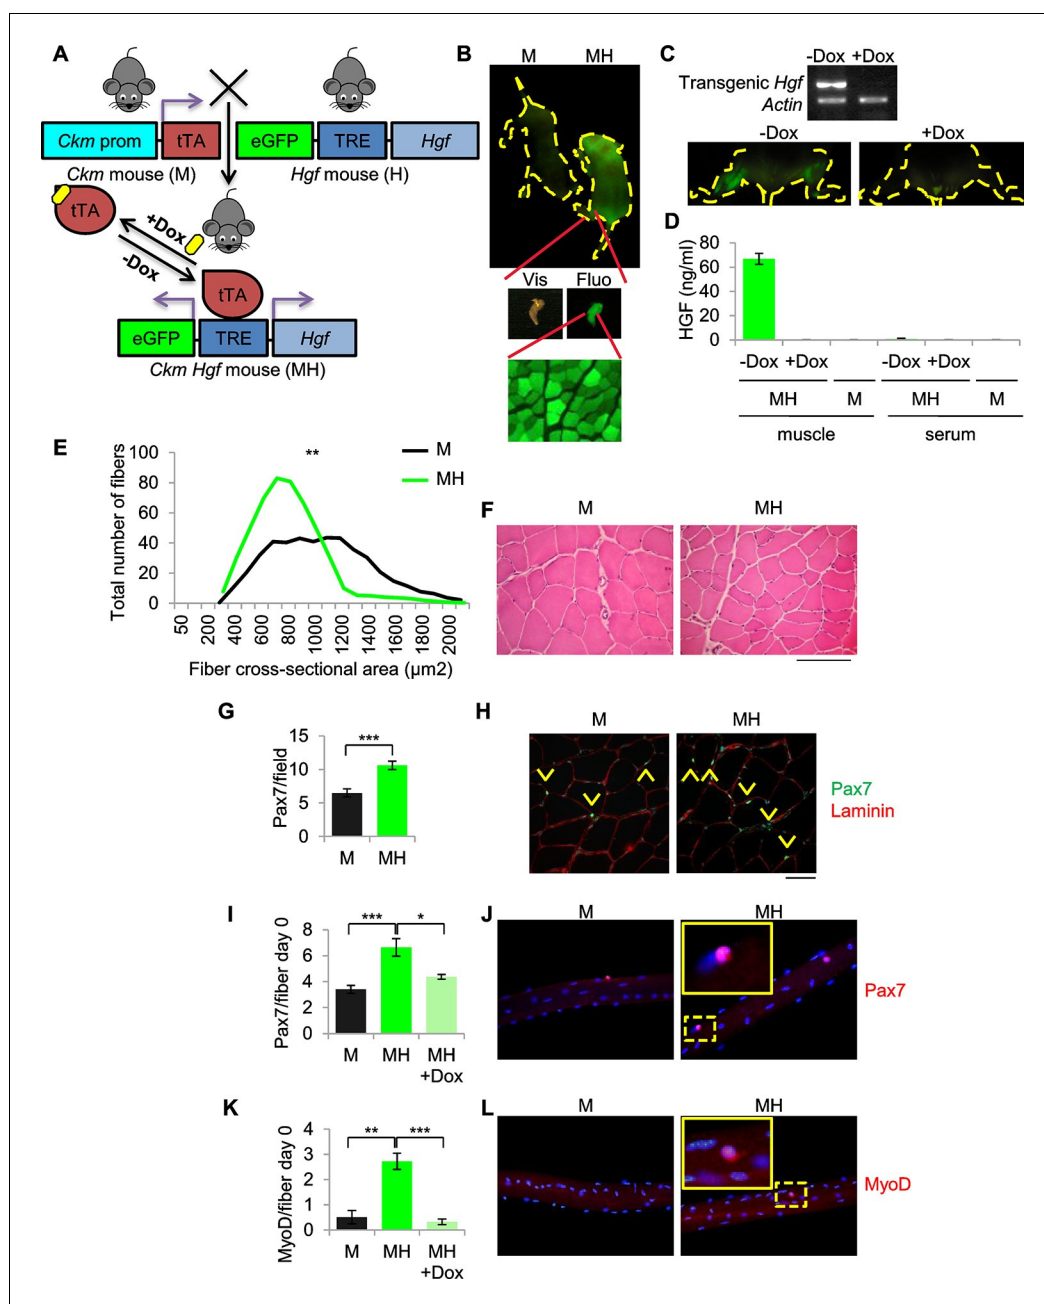 A
Ckm prom
tTA
eGFP
TRE
Hgf
Ckm mouse (M)
Hgf mouse (H)
tTA
+Dox
-Dox
tTA
eGFP
TRE
Hgf
Ckm Hgf mouse (MH)
B
M
MH
Vis
Fluo
C
-Dox +Dox
Transgenic Hgf
Actin
-Dox
+Dox
D
HGF (ng/ml)
80
60
40
20
0
-Dox +Dox
-Dox +Dox
MH
M
MH
M
muscle
serum
E
Total number of fibers
100
80
60
40
20
0
**
M
MH
50
200
400
600
800
1000
1200
1400
1600
1800
2000
Fiber cross-sectional area (µm2)
F
M
MH
G
Pax7/field
15
10
5
0
***
M
MH
H
M
MH
Pax7
Laminin
I
Pax7/fiber day 0
8
6
4
2
0
***
*
M
MH
MH
+Dox
J
M
MH
Pax7
K
MyoD/fiber day 0
4
3
2
1
0
**
***
M
MH
MH
+Dox
L
M
MH
MyoD